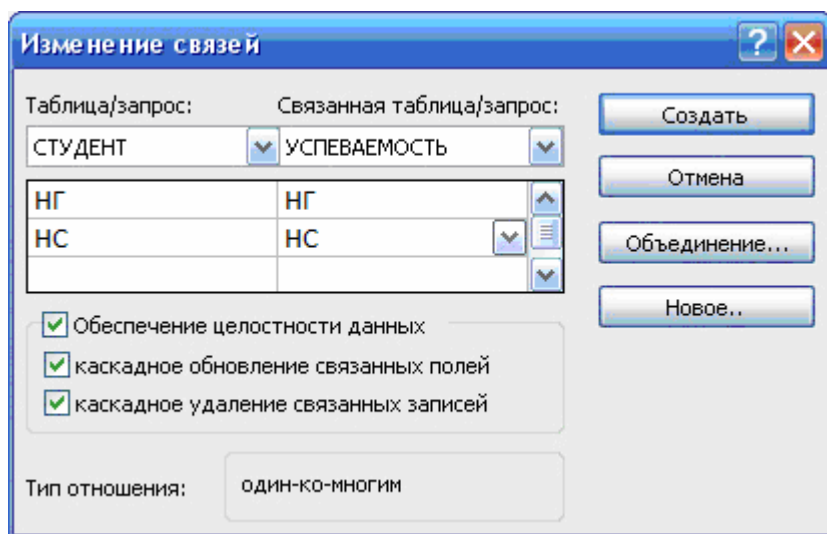 Изменение связей
Таблица/запрос: Связанная таблица/запрос:
СТУДЕНТ УСПЕВАЕМОСТЬ
НГ НГ
НС НС
Обеспечение целостности данных
каскадное обновление связанных полей
каскадное удаление связанных записей
Тип отношения: один-ко-многим
Создать
Отмена
Объединение...
Новое..